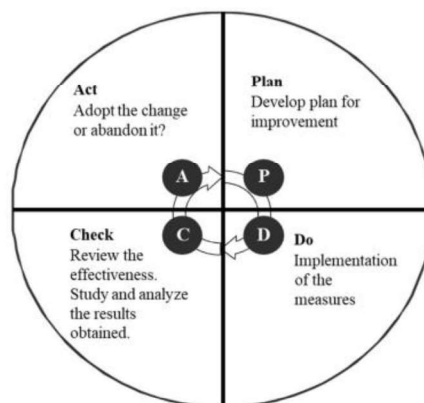 Act
Adopt the change
or abandon it?
Plan
Develop plan for
improvement
A
P
C
D
Check
Review the
effectiveness.
Study and analyze
the results
obtained.
Do
Implementation
of the
measures